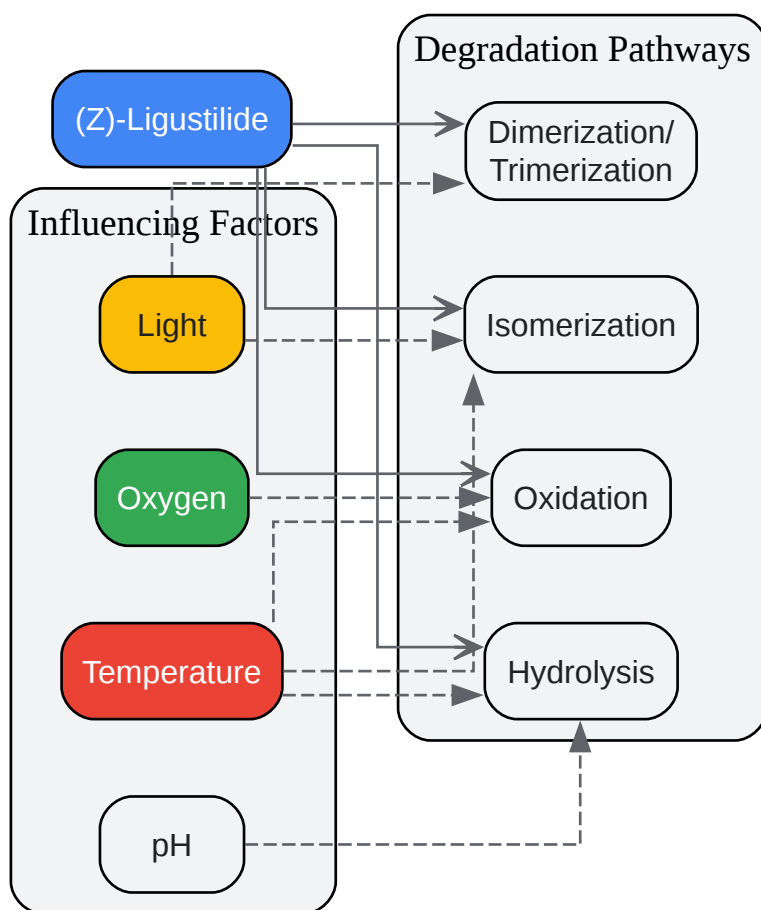 Degradation Pathways
(Z)-Ligustilide
Dimerization/
Trimerization
Influencing Factors
Light
Isomerization
Oxygen
Oxidation
Temperature
Hydrolysis
pH